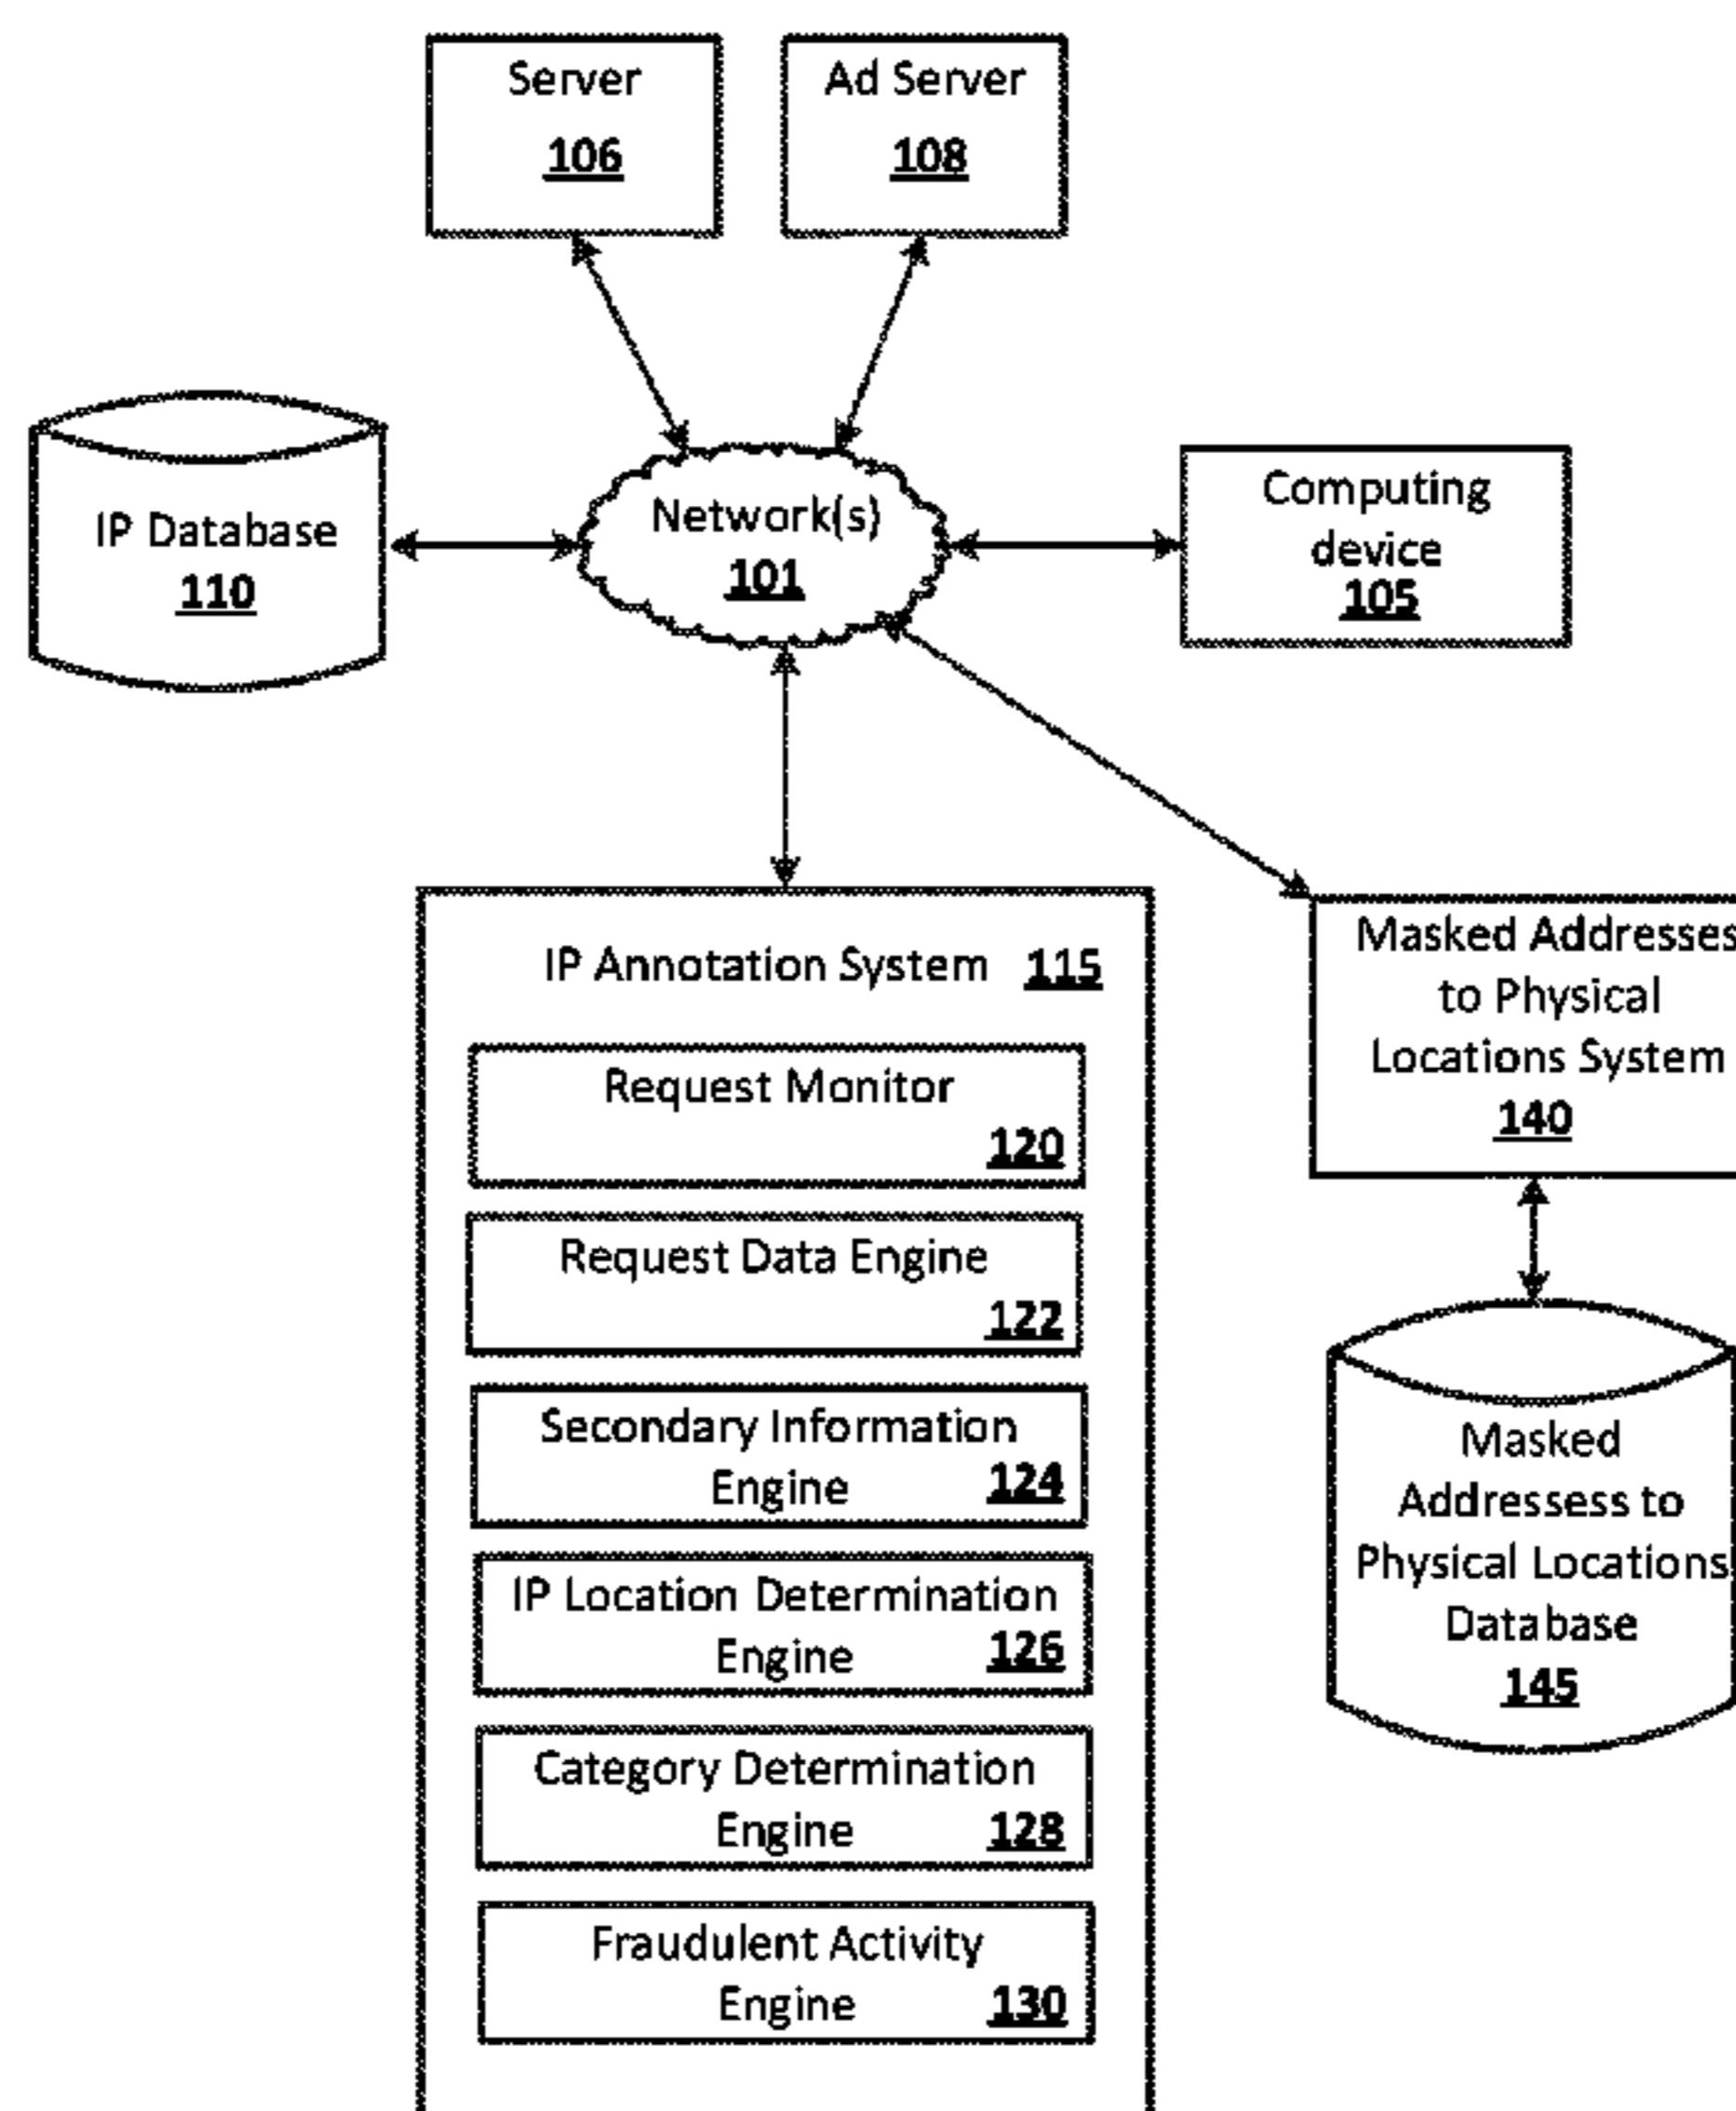 Server
106
Ad Server
108
IP Database
110
Network(s)
101
Computing
device
105
IP Annotation System 115
Request Monitor
120
Request Data Engine
122
Secondary Information
Engine 124
IP Location Determination
Engine 126
Category Determination
Engine 128
Fraudulent Activity
Engine 130
Masked Addresses
to Physical
Locations System
140
Masked
Addressess to
Physical Locations
Database
145